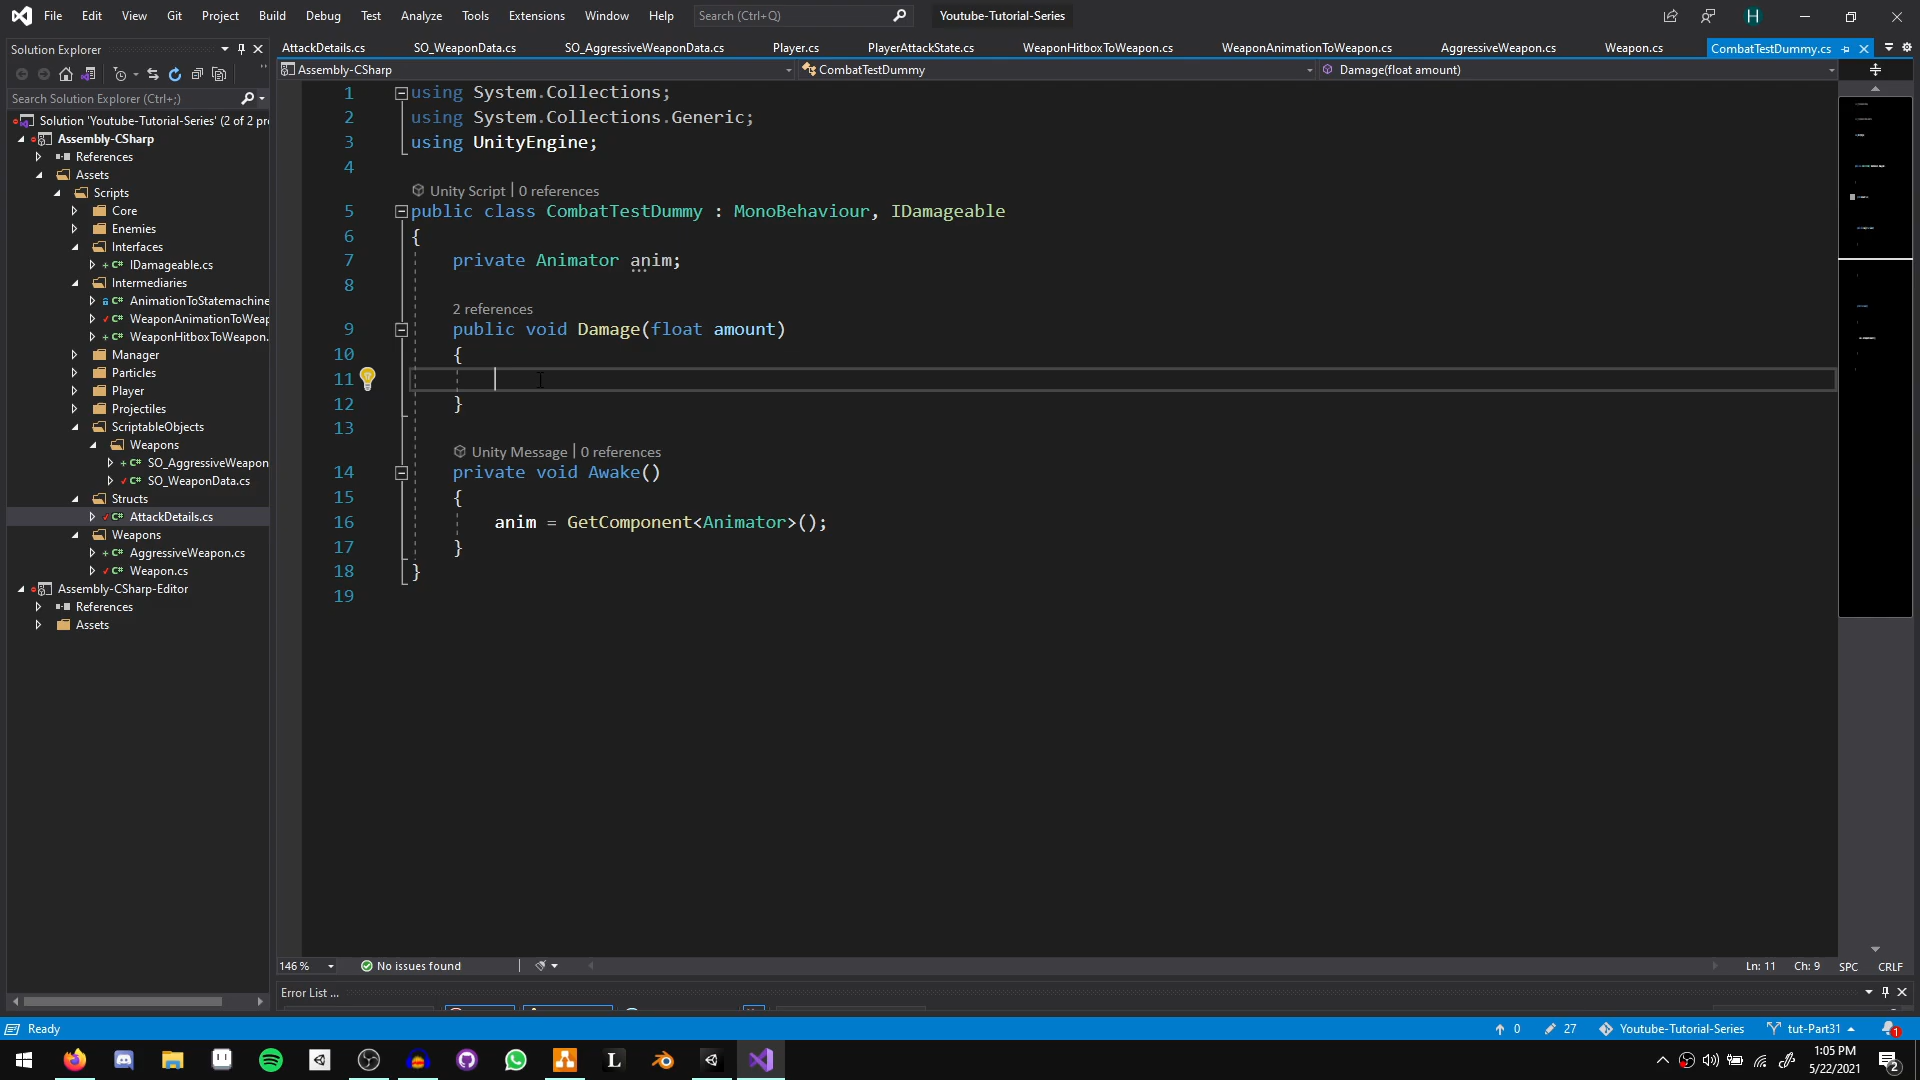 File Edit View Git Project Build Debug Test Analyze Tools Extensions Window Help Search (Ctrl+Q) Youtube-Tutorial-Series H
Solution Explorer
AttackDetails.cs SO_WeaponData.cs SO_AggressiveWeaponData.cs Player.cs PlayerAttackState.cs WeaponHitboxToWeapon.cs WeaponAnimationToWeapon.cs AggressiveWeapon.cs Weapon.cs CombatTestDummy.cs
Assembly-CSharp CombatTestDummy Damage(float amount)
Search Solution Explorer (Ctrl+;)
Solution 'Youtube-Tutorial-Series' (2 of 2 pr
Assembly-CSharp
References
Assets
Scripts
Core
Enemies
Interfaces
IDamageable.cs
Intermediaries
AnimationToStatemachine
WeaponAnimationToWeap
WeaponHitboxToWeapon.
Manager
Particles
Player
Projectiles
ScriptableObjects
Weapons
SO_AggressiveWeapon
SO_WeaponData.cs
Structs
AttackDetails.cs
Weapons
AggressiveWeapon.cs
Weapon.cs
Assembly-CSharp-Editor
References
Assets
1 using System.Collections;
2 using System.Collections.Generic;
3 using UnityEngine;
4
Unity Script | 0 references
5 public class CombatTestDummy : MonoBehaviour, IDamageable
6 {
7 private Animator anim;
8
2 references
9 public void Damage(float amount)
10 {
11
12 }
13
Unity Message | 0 references
14 private void Awake()
15 {
16 anim = GetComponent<Animator>();
17 }
18 }
19
146 % No issues found Ln: 11 Ch: 9 SPC CRLF
Error List ...
Ready 0 27 Youtube-Tutorial-Series tut-Part31 1
1:05 PM
5/22/2021
2